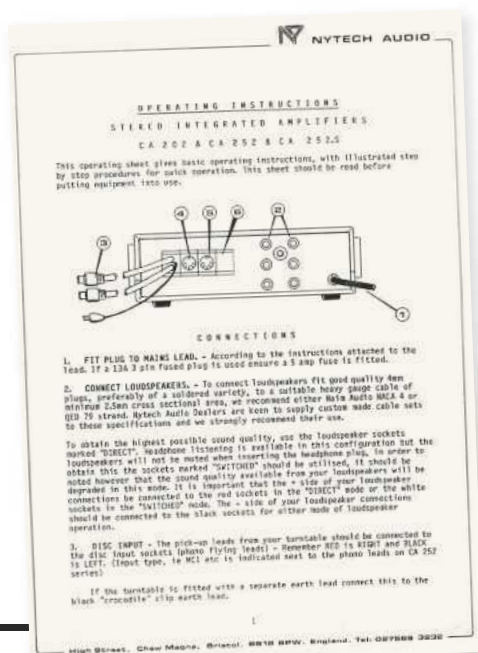 NYTECH AUDIO
OPERATING INSTRUCTIONS
STEREO INTEGRATED AMPLIFIERS
CA 202 & CA 252 & CA 252.S
This operating sheet gives basic operating instructions, with illustrated step
by step procedures for quick operation. This sheet should be read before
putting equipment into use.
4 5 6 2
3
1
CONNECTIONS
1. FIT PLUG TO MAINS LEAD. - According to the instructions attached to the
lead. If a 13A 3 pin fused plug is used ensure a 5 amp fuse is fitted.
2. CONNECT LOUDSPEAKERS. - To connect loudspeakers fit good quality 4mm
plugs, preferably of a soldered variety, to a suitable heavy gauge cable of
minimum 2.5mm cross sectional area, we recommend either Naim Audio NACA 4 or
QED 79 strand. Nytech Audio Dealers are keen to supply custom made cable sets
to these specifications and we strongly recommend their use.
To obtain the highest possible sound quality, use the loudspeaker sockets
marked "DIRECT". Headphone listening is available in this configuration but the
loudspeakers will not be muted when inserting the headphone plug, in order to
obtain this the sockets marked "SWITCHED" should be utilised, it should be
noted however that the sound quality available from your loudspeakers will be
degraded in this mode. It is important that the + side of your loudspeaker
connections be connected to the red sockets in the "DIRECT" mode or the white
sockets in the "SWITCHED" mode. The - side of your loudspeaker connections
should be connected to the black sockets for either mode of loudspeaker
operation.
3. DISC INPUT - The pick-up leads from your turntable should be connected to
the disc input sockets (phono flying leads) - Remember RED is RIGHT and BLACK
is LEFT. (Input type, ie MC1 etc is indicated next to the phono leads on CA 252
series)
If the turntable is fitted with a separate earth lead connect this to the
black "crocodile" clip earth lead.
1
High Street, Chew Magna, Bristol. BS18 8PW. England. Tel: 027589 3232